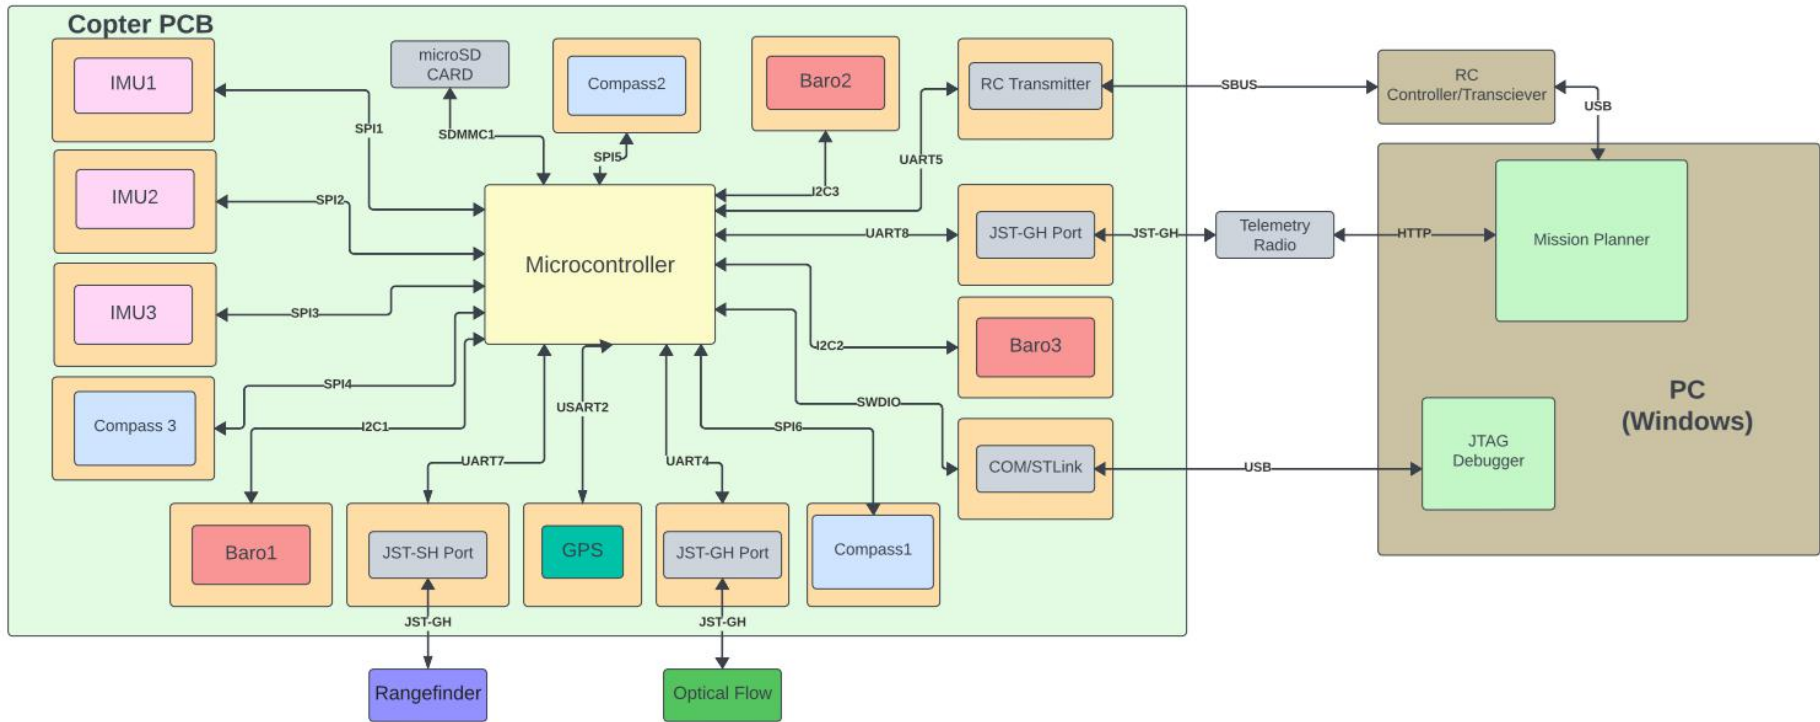 Copter PCB
IMU1
microSD
CARD
Compass2
Baro2
RC Transmitter
SBUS
RC
Controller/Transciever
USB
SPI1
SDMMC1
SPI5
UART5
IMU2
SPI2
I2C3
Microcontroller
UART8
JST-GH Port
JST-GH
Telemetry
Radio
HTTP
Mission Planner
IMU3
SPI3
I2C2
Baro3
PC
(Windows)
SPI4
Compass 3
I2C1
USART2
SWDIO
SPI6
UART7
UART4
COM/STLink
USB
JTAG
Debugger
Baro1
JST-SH Port
GPS
JST-GH Port
Compass1
JST-GH
JST-GH
Rangefinder
Optical Flow